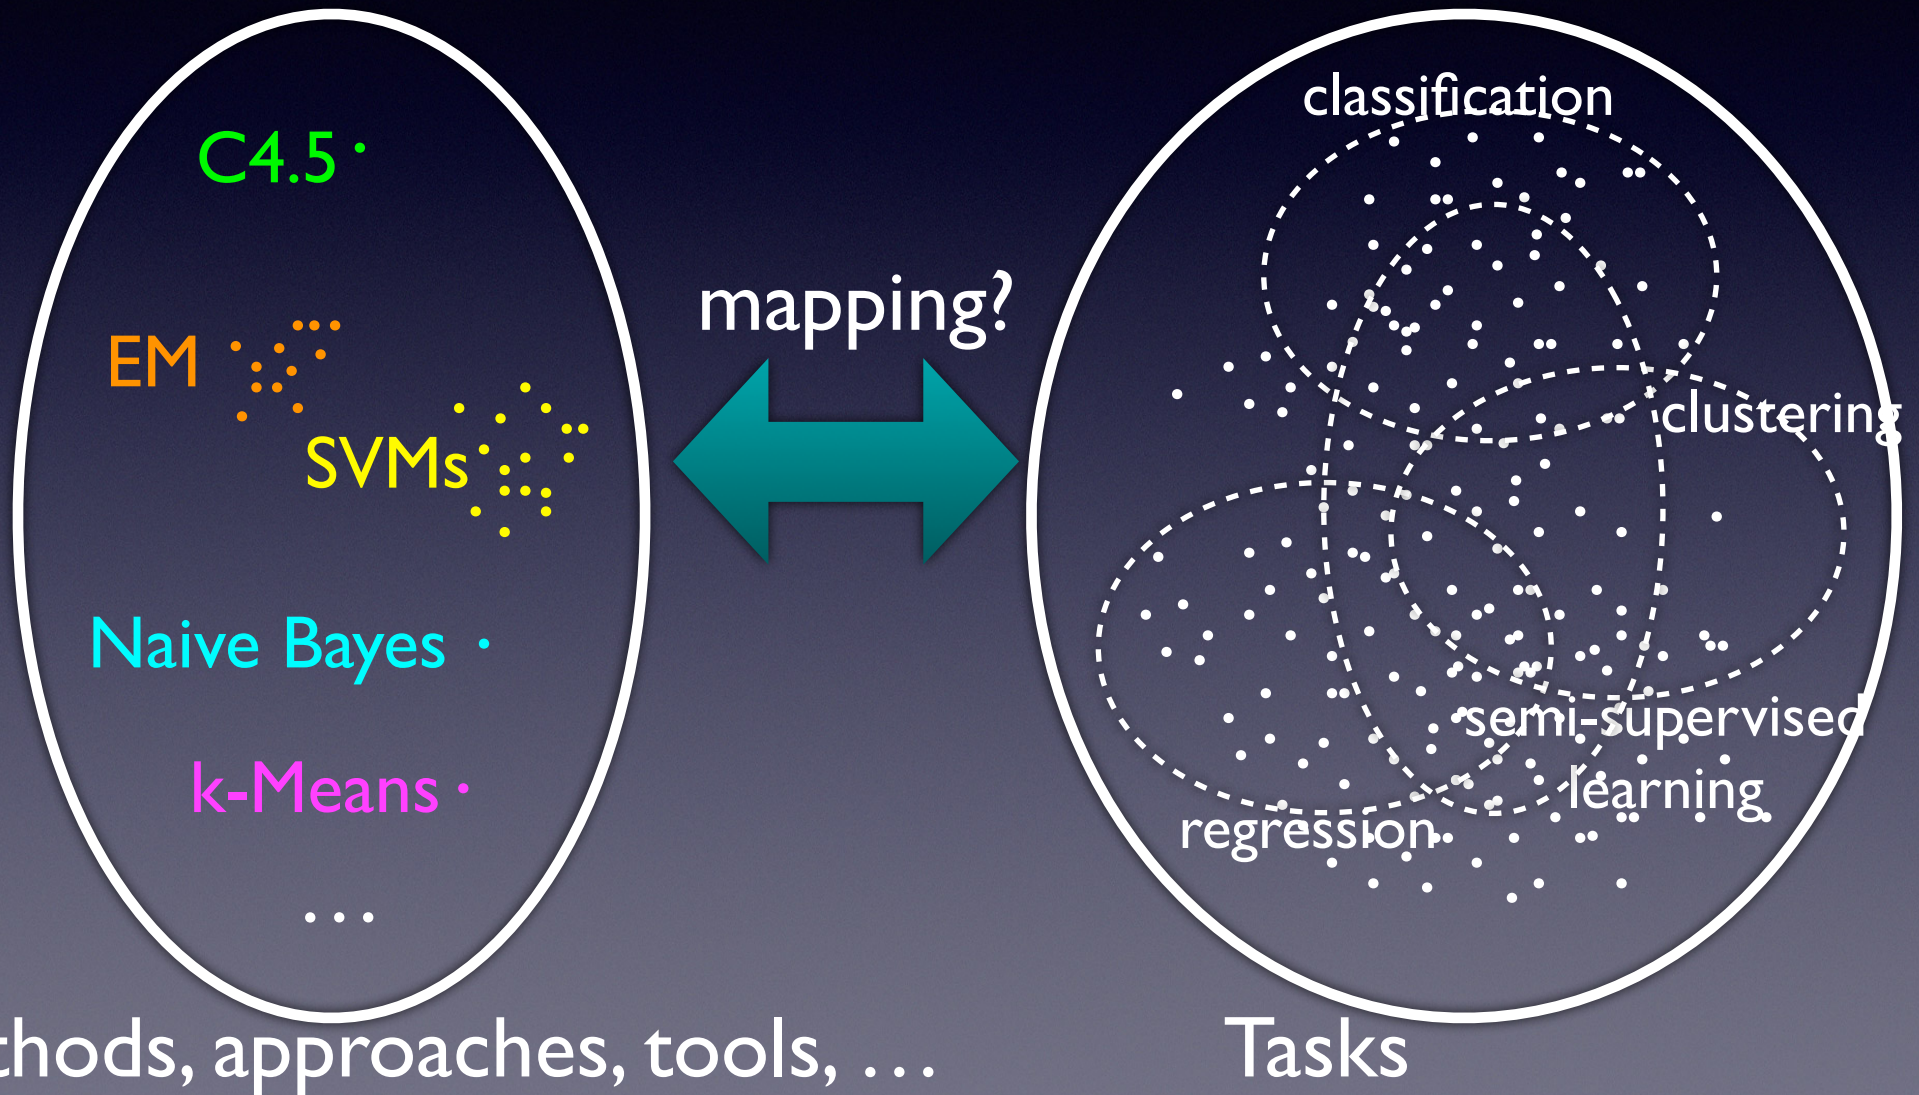 C4.5
EM
SVMs
Naive Bayes
k-Means
...
mapping?
classification
clustering
semi-supervised
learning
regression
thods, approaches, tools, ...
Tasks